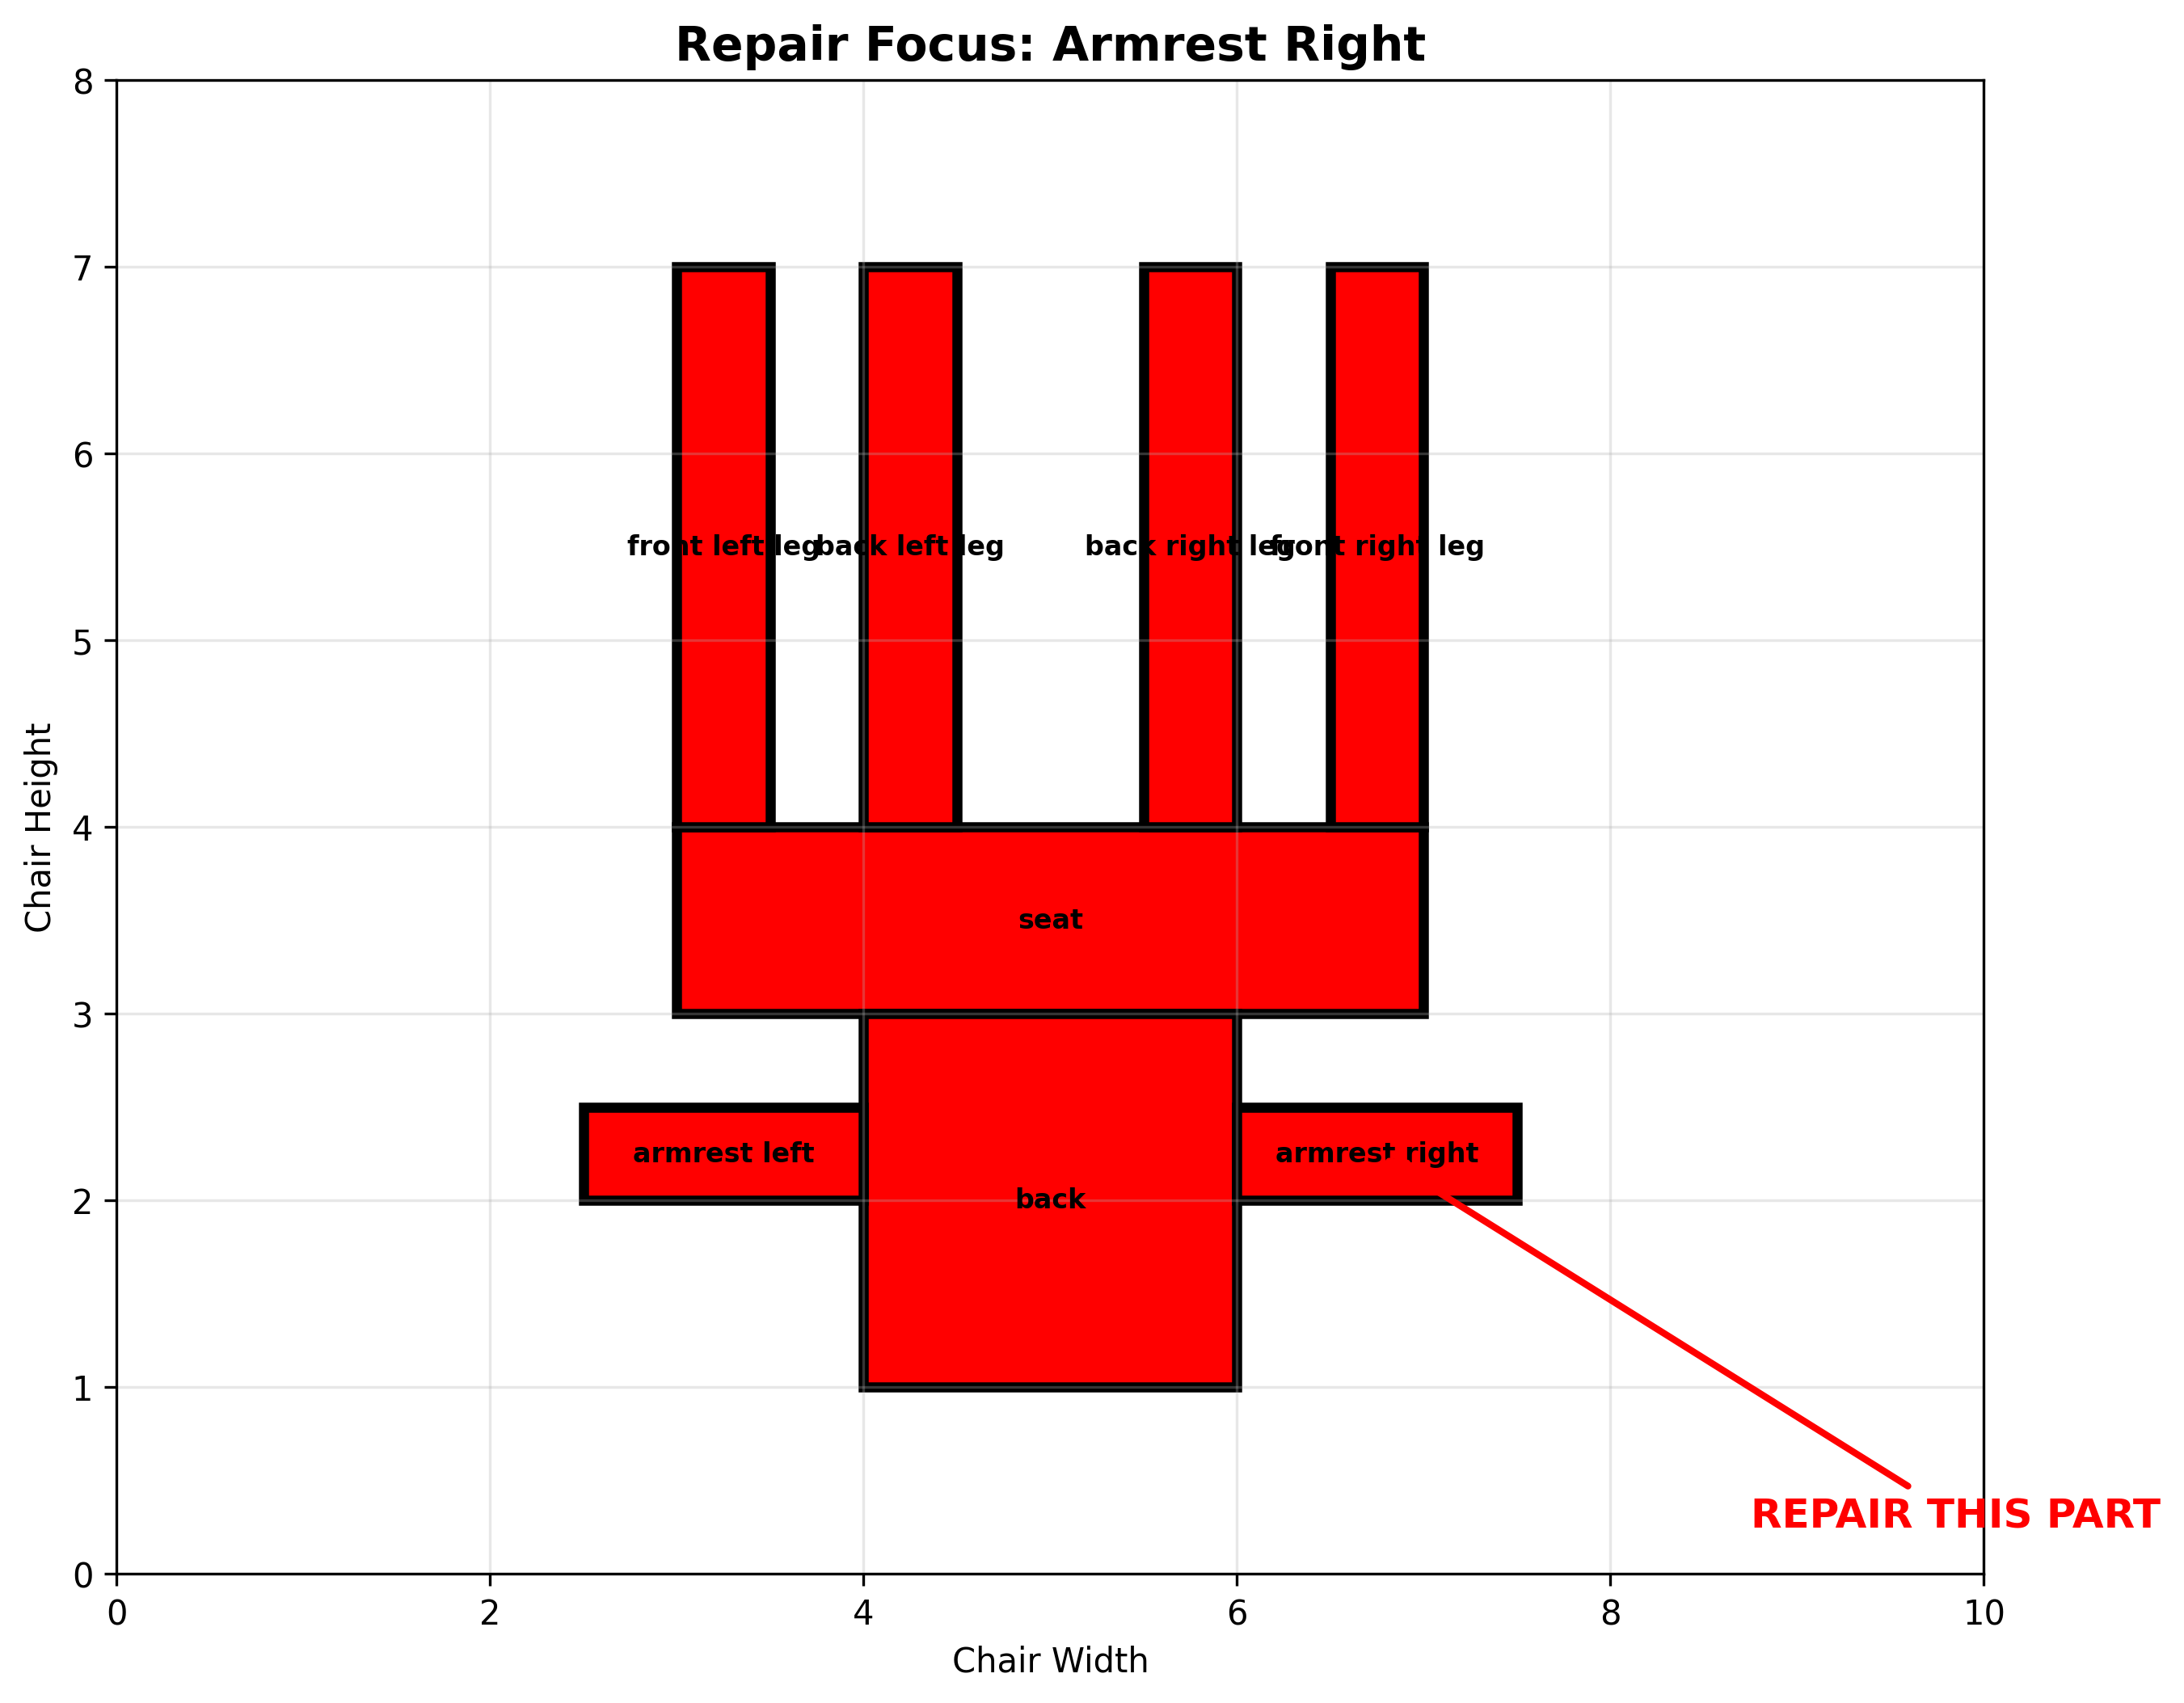 Repair Focus: Armrest Right
8
7
6
5
4
3
2
1
0
Chair Height
front left leg
back left leg
back right leg
front right leg
seat
armrest left
armrest right
back
REPAIR THIS PART
0
2
4
6
8
10
Chair Width